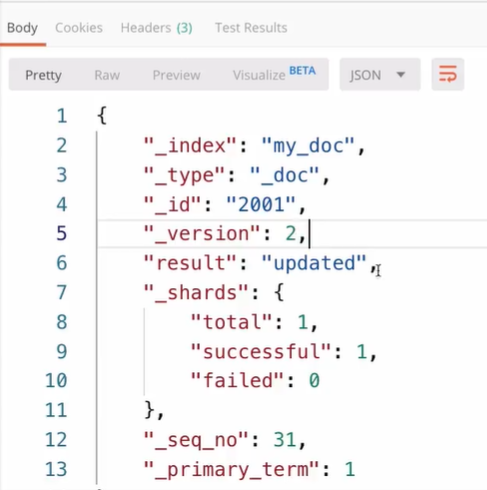 Body Cookies Headers (3) Test Results
Pretty Raw Preview Visualize BETA JSON
1 {
2 "_index": "my_doc",
3 "_type": "_doc",
4 "_id": "2001",
5 "_version": 2,
6 "result": "updated",
7 "_shards": {
8 "total": 1,
9 "successful": 1,
10 "failed": 0
11 },
12 "_seq_no": 31,
13 "_primary_term": 1